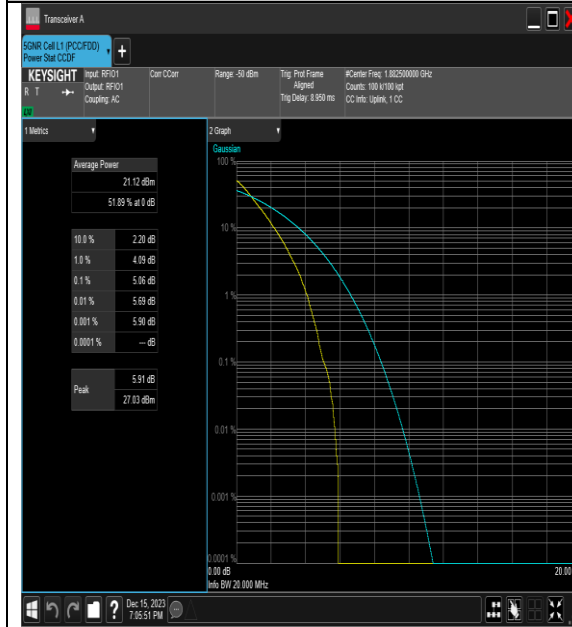 Transceiver A
5GNR Cell L1 (PCC/FDD)
Power Stat CCDF
KEYSIGHT
R T
Input: RFIO1
Output: RFIO1
Coupling: AC
Corr CCorr
Range: -50 dBm
Trig: Prot Frame
Aligned
Trig Delay: 8.950 ms
#Center Freq: 1.882500000 GHz
Counts: 100 k/100 kpt
CC Info: Uplink, 1 CC
1 Metrics
Average Power
21.12 dBm
51.89 % at 0 dB
10.0 % 2.20 dB
1.0 % 4.09 dB
0.1 % 5.06 dB
0.01 % 5.69 dB
0.001 % 5.90 dB
0.0001 % --- dB
Peak 5.91 dB
27.03 dBm
2 Graph
Gaussian
100 %
10 %
1 %
0.1 %
0.01 %
0.001 %
0.0001 %
0.00 dB 20.00
Info BW 20.000 MHz
Dec 15, 2023
7:05:51 PM